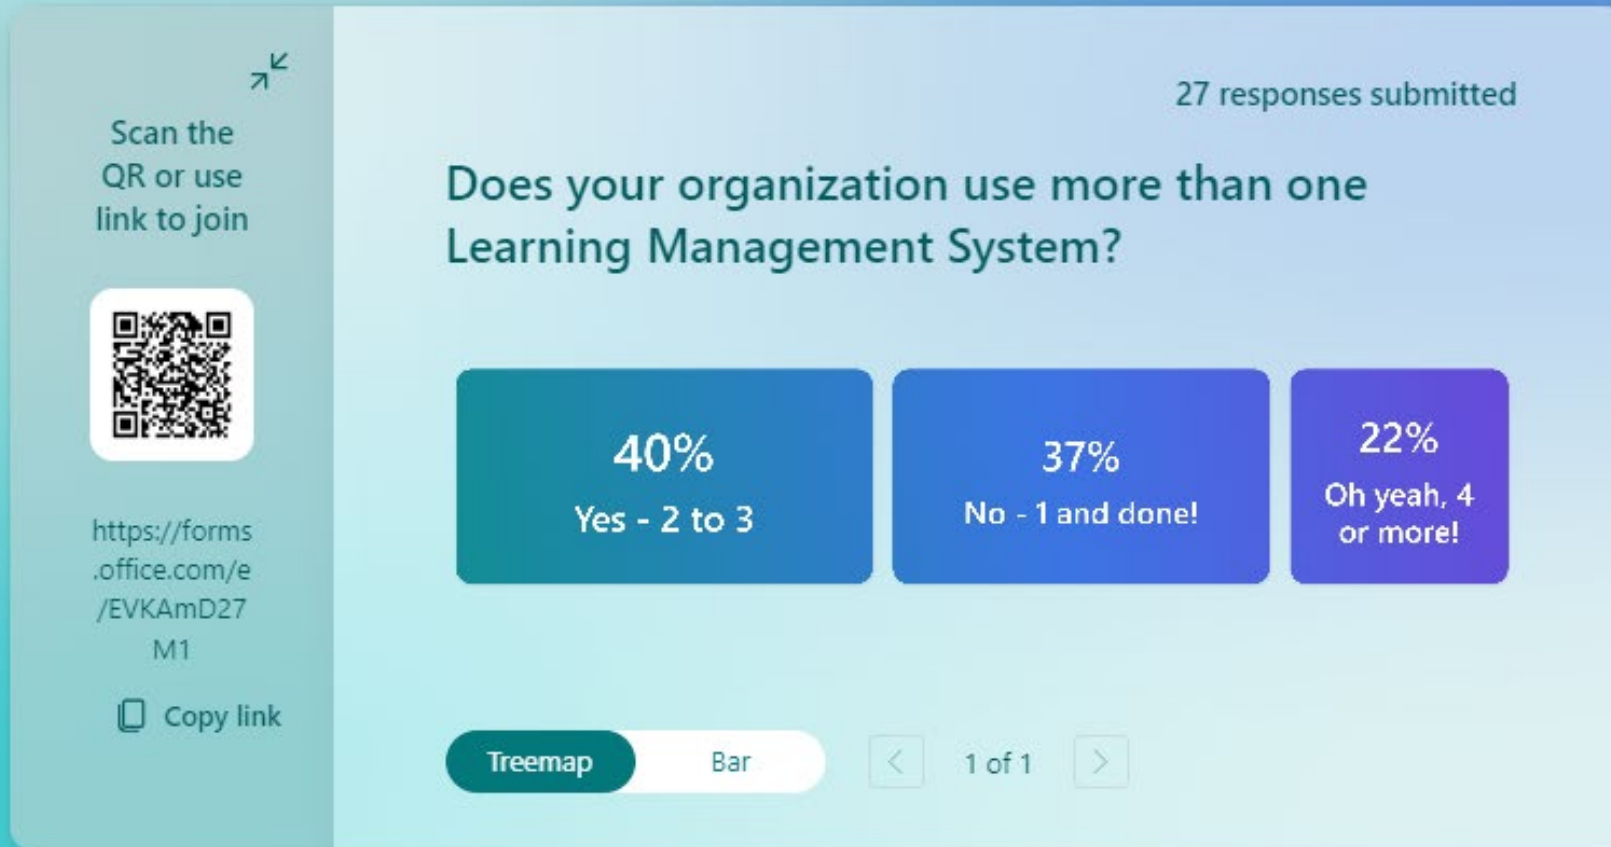 Scan the
QR or use
link to join
https://forms
.office.com/e
/EVKAmD27
M1
Copy link
27 responses submitted
Does your organization use more than one
Learning Management System?
40%
Yes - 2 to 3
37%
No - 1 and done!
22%
Oh yeah, 4
or more!
Treemap
Bar
1 of 1